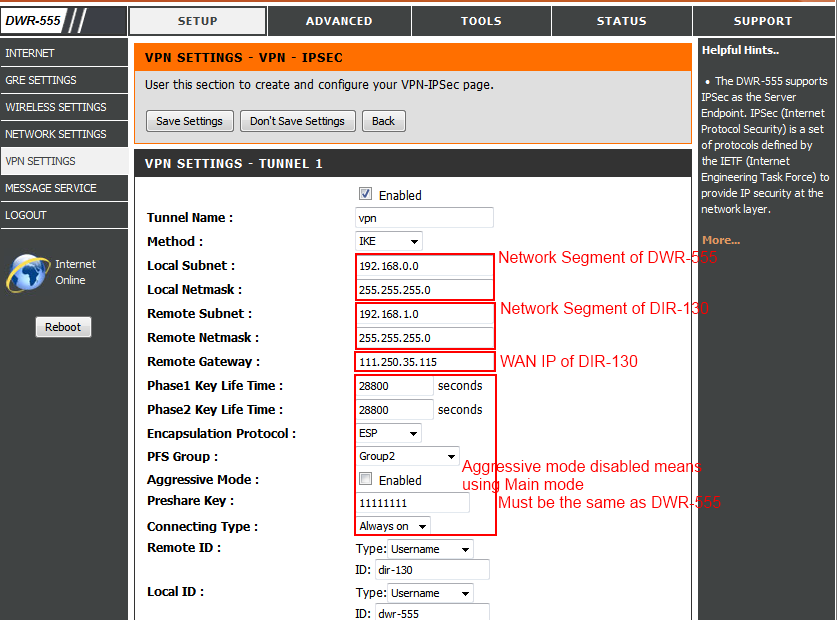 DWR-555
SETUP
ADVANCED
TOOLS
STATUS
SUPPORT
INTERNET
GRE SETTINGS
WIRELESS SETTINGS
NETWORK SETTINGS
VPN SETTINGS
MESSAGE SERVICE
LOGOUT
Internet
Online
Reboot
VPN SETTINGS - VPN - IPSEC
User this section to create and configure your VPN-IPSec page.
Save Settings Don't Save Settings Back
VPN SETTINGS - TUNNEL 1
Enabled
Tunnel Name : vpn
Method : IKE
Local Subnet : 192.168.0.0 Network Segment of DWR-555
Local Netmask : 255.255.255.0
Remote Subnet : 192.168.1.0 Network Segment of DIR-130
Remote Netmask : 255.255.255.0
Remote Gateway : 111.250.35.115 WAN IP of DIR-130
Phase1 Key Life Time : 28800 seconds
Phase2 Key Life Time : 28800 seconds
Encapsulation Protocol : ESP
PFS Group : Group2
Aggressive mode disabled means
using Main mode
Aggressive Mode : Enabled
Preshare Key : 11111111 Must be the same as DWR-555
Connecting Type : Always on
Remote ID : Type: Username
ID: dir-130
Local ID : Type: Username
ID: dwr-555
Helpful Hints..
• The DWR-555 supports
IPSec as the Server
Endpoint. IPSec (Internet
Protocol Security) is a set
of protocols defined by
the IETF (Internet
Engineering Task Force) to
provide IP security at the
network layer.
More...